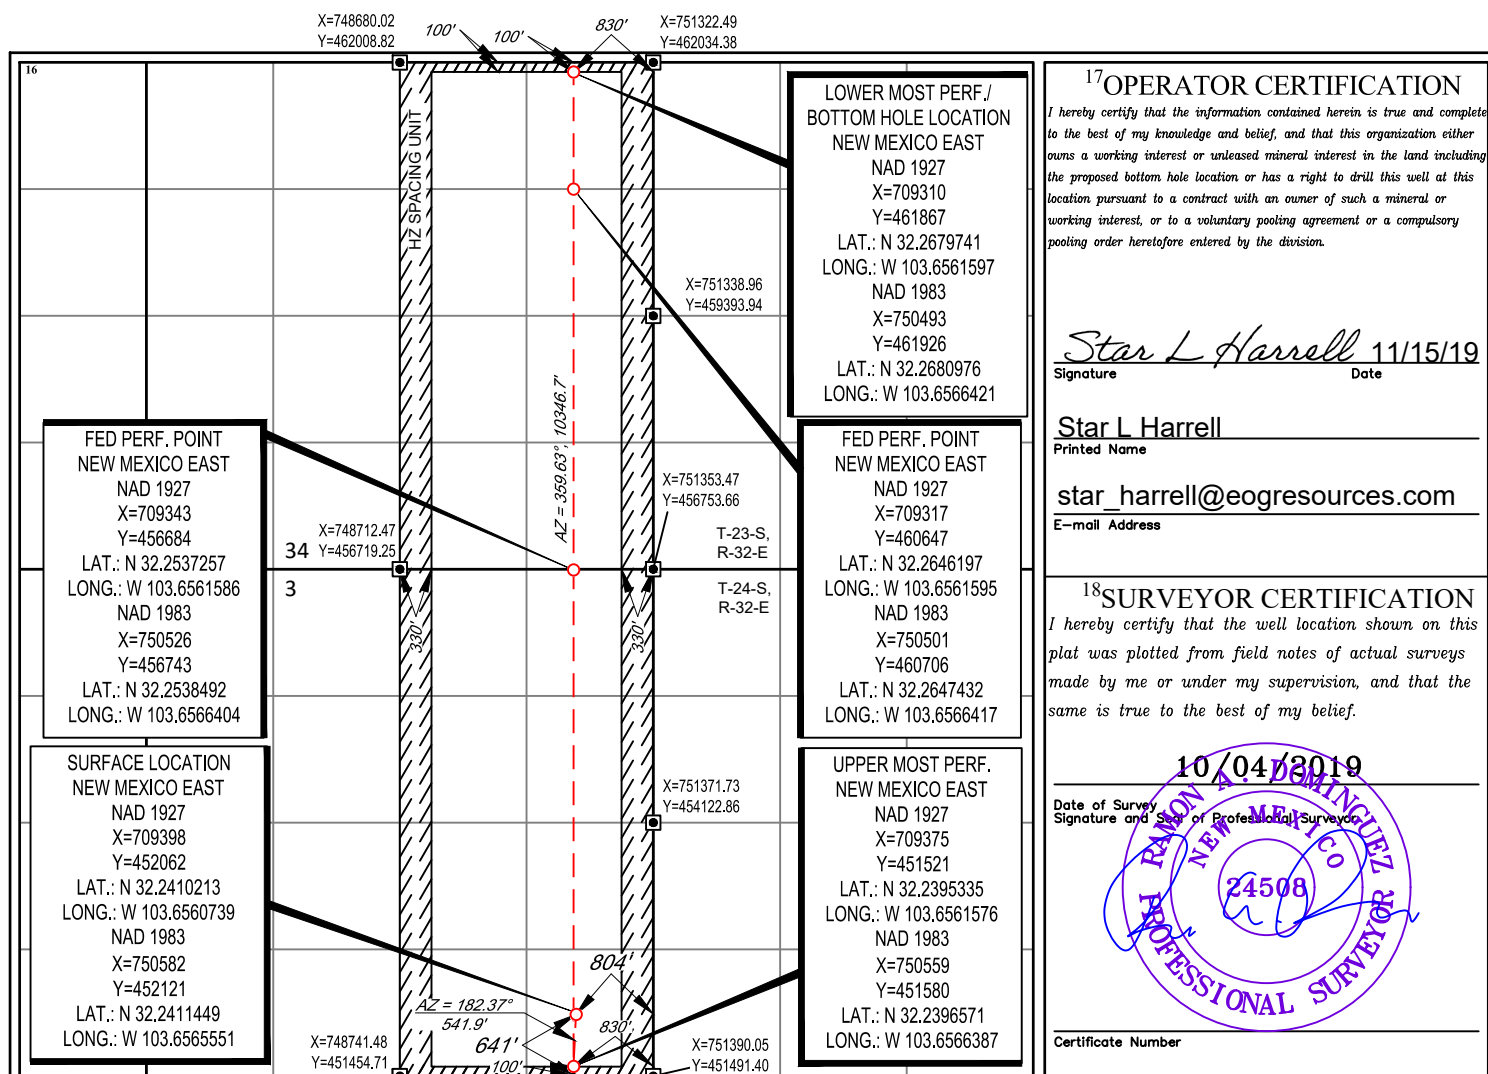 X=748680.02
Y=462008.82
100'
100'
830'
X=751322.49
Y=462034.38
16
HZ SPACING UNIT
LOWER MOST PERF./
BOTTOM HOLE LOCATION
NEW MEXICO EAST
NAD 1927
X=709310
Y=461867
LAT.: N 32.2679741
LONG.: W 103.6561597
NAD 1983
X=750493
Y=461926
LAT.: N 32.2680976
LONG.: W 103.6566421
X=751338.96
Y=459393.94
AZ = 359.63°, 10346.7'
FED PERF. POINT
NEW MEXICO EAST
NAD 1927
X=709343
Y=456684
LAT.: N 32.2537257
LONG.: W 103.6561586
NAD 1983
X=750526
Y=456743
LAT.: N 32.2538492
LONG.: W 103.6566404
X=748712.47
Y=456719.25
34
3
X=751353.47
Y=456753.66
T-23-S,
R-32-E
T-24-S,
R-32-E
330'
330'
FED PERF. POINT
NEW MEXICO EAST
NAD 1927
X=709317
Y=460647
LAT.: N 32.2646197
LONG.: W 103.6561595
NAD 1983
X=750501
Y=460706
LAT.: N 32.2647432
LONG.: W 103.6566417
SURFACE LOCATION
NEW MEXICO EAST
NAD 1927
X=709398
Y=452062
LAT.: N 32.2410213
LONG.: W 103.6560739
NAD 1983
X=750582
Y=452121
LAT.: N 32.2411449
LONG.: W 103.6565551
X=751371.73
Y=454122.86
UPPER MOST PERF.
NEW MEXICO EAST
NAD 1927
X=709375
Y=451521
LAT.: N 32.2395335
LONG.: W 103.6561576
NAD 1983
X=750559
Y=451580
LAT.: N 32.2396571
LONG.: W 103.6566387
804'
AZ = 182.37°
541.9'
641'
830'
100'
X=748741.48
Y=451454.71
X=751390.05
Y=451491.40
17 OPERATOR CERTIFICATION
I hereby certify that the information contained herein is true and complete
to the best of my knowledge and belief, and that this organization either
owns a working interest or unleased mineral interest in the land including
the proposed bottom hole location or has a right to drill this well at this
location pursuant to a contract with an owner of such a mineral or
working interest, or to a voluntary pooling agreement or a compulsory
pooling order heretofore entered by the division.
Star L Harrell 11/15/19
Signature Date
Star L Harrell
Printed Name
star_harrell@eogresources.com
E-mail Address
18 SURVEYOR CERTIFICATION
I hereby certify that the well location shown on this
plat was plotted from field notes of actual surveys
made by me or under my supervision, and that the
same is true to the best of my belief.
10/04/2019
Date of Survey
Signature and Seal of Professional Surveyor
RAMON A. DOMINGUEZ
NEW MEXICO
24508
PROFESSIONAL SURVEYOR
Certificate Number